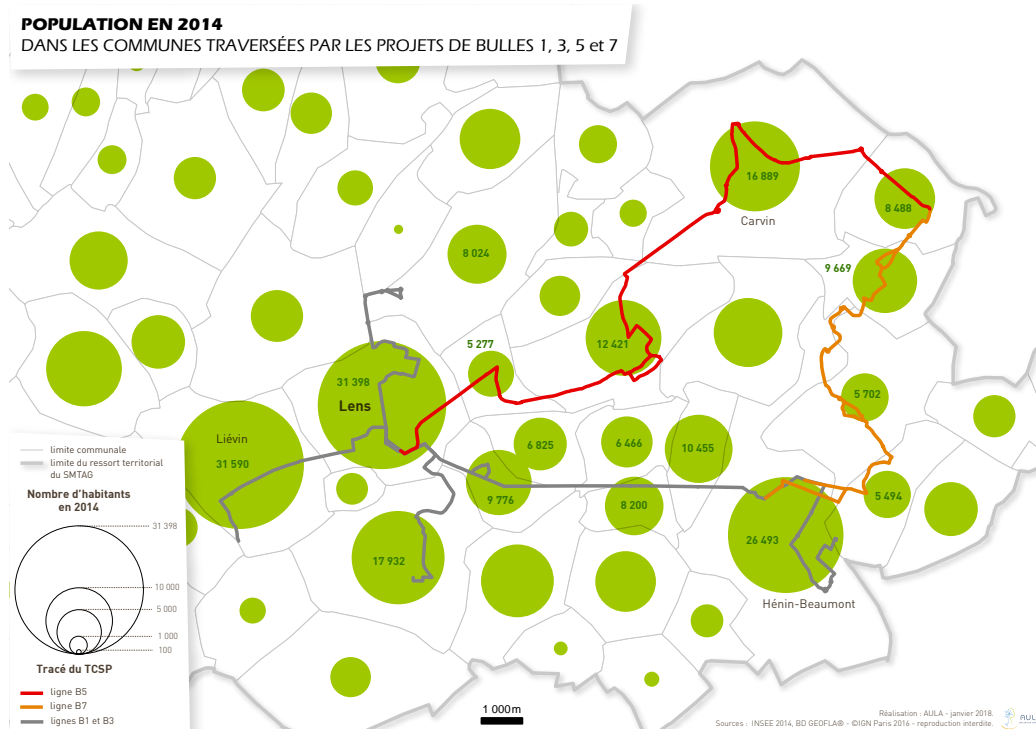 POPULATION EN 2014
DANS LES COMMUNES TRAVERSÉES PAR LES PROJETS DE BULLES 1, 3, 5 et 7
16 889
Carvin
8 488
8 024
9 669
5 277
12 421
31 398
Lens
5 702
Liévin
31 590
6 825
6 466
10 455
9 776
8 200
5 494
17 932
26 493
Hénin-Beaumont
limite communale
limite du ressort territorial
du SMTAG
Nombre d'habitants
en 2014
31 398
10 000
5 000
1 000
100
Tracé du TCSP
ligne B5
ligne B7
lignes B1 et B3
1 000m
Réalisation : AULA - janvier 2018.
Sources : INSEE 2014, BD GEOFLA® - ©IGN Paris 2016 - reproduction interdite.
AUL